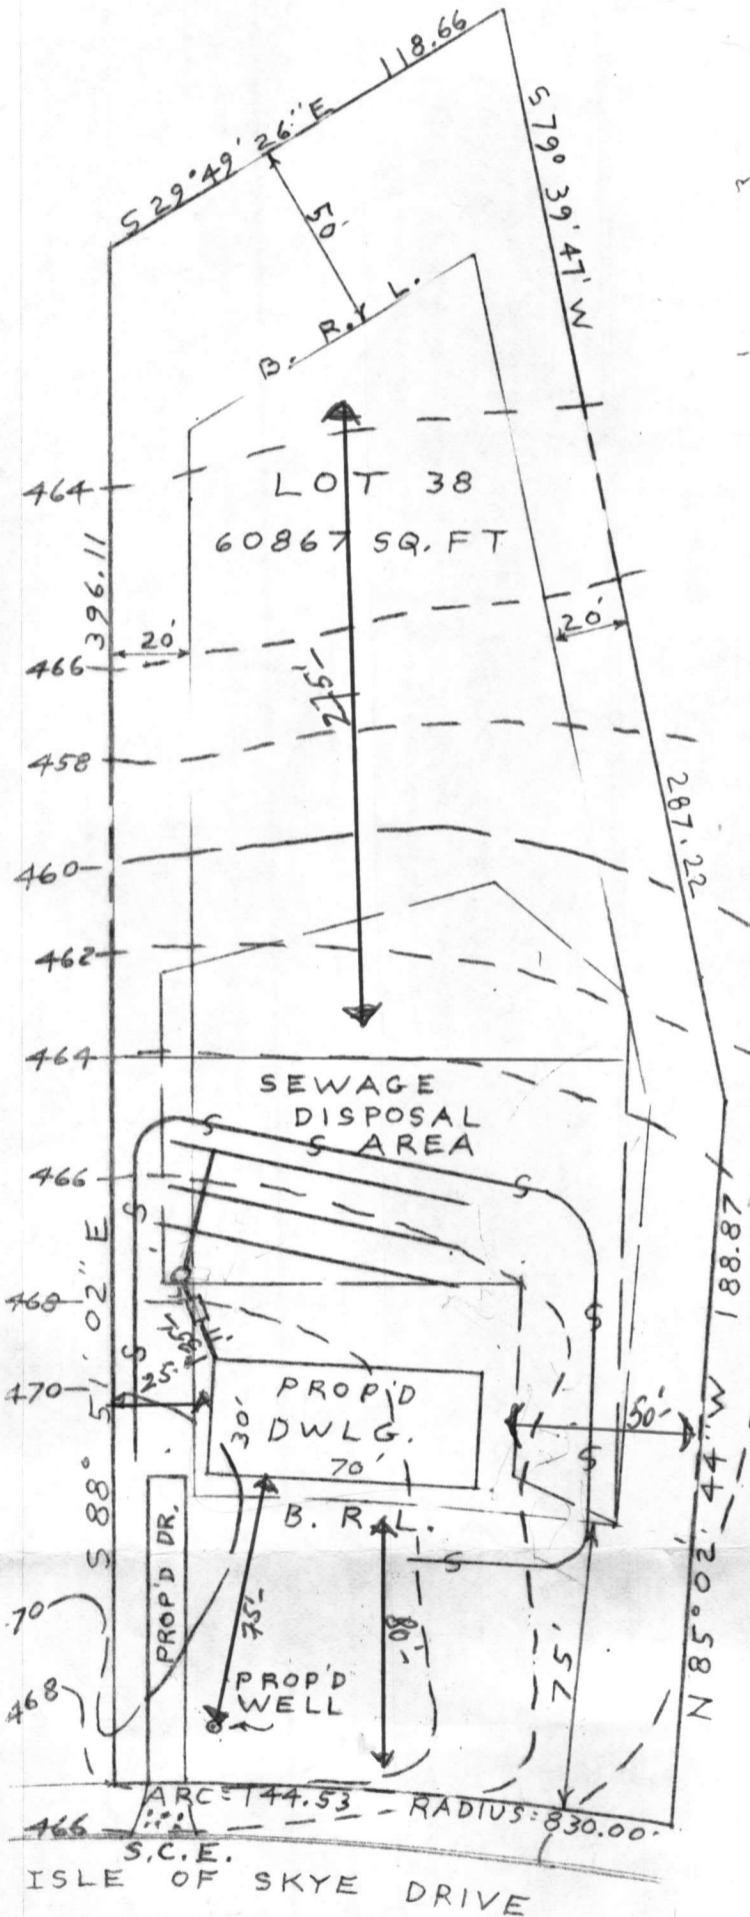 118.66
S 29° 49' 26" E
50'
S 79° 39' 47" W
B. R. L.
464
LOT 38
60867 SQ. FT
396.11
20'
20'
466
458
287.22
460
462
464
SEWAGE
DISPOSAL
S AREA
S
S
S
466
S
188.87
468
S
S
25'
470
PROP'D
DWLG.
30'
70'
50'
S
S 88° 51' 02" E
N 85° 02' 44" W
B. R. L.
S
PROP'D DR.
75'
80'
75'
70
PROP'D
WELL
468
ARC = 144.53
RADIUS = 830.00'
466
S.C.E.
ISLE OF SKYE DRIVE